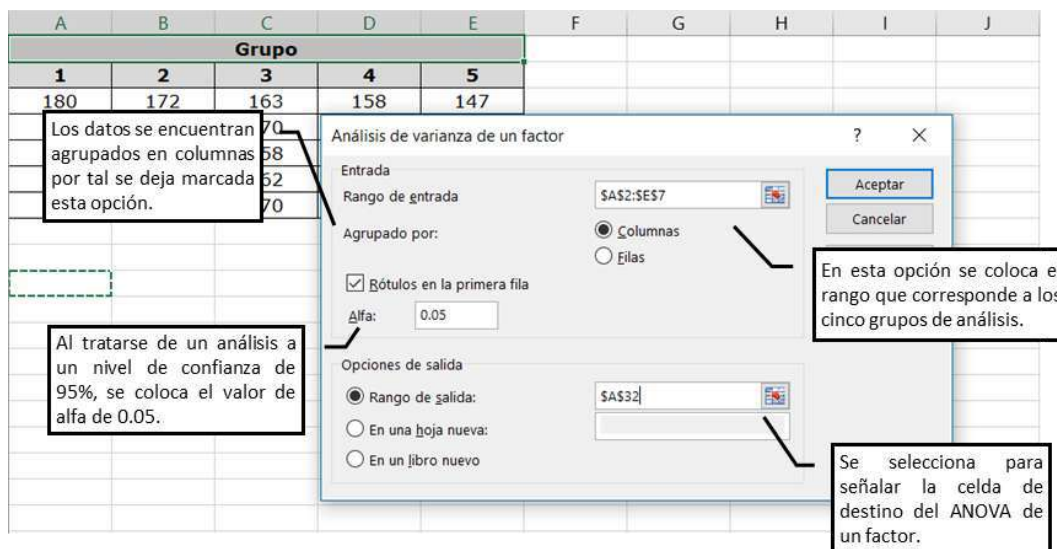 A B C D E F G H I J
Grupo
1 2 3 4 5
180 172 163 158 147
70
58
62
70
Los datos se encuentran
agrupados en columnas
por tal se deja marcada
esta opción.
Análisis de varianza de un factor ? ×
Entrada
Rango de entrada $A$2:$E$7
Agrupado por: Columnas
Filas
Rótulos en la primera fila
Alfa: 0.05
Aceptar
Cancelar
En esta opción se coloca e
rango que corresponde a los
cinco grupos de análisis.
Al tratarse de un análisis a
un nivel de confianza de
95%, se coloca el valor de
alfa de 0.05.
Opciones de salida
Rango de salida: $A$32
En una hoja nueva:
En un libro nuevo
Se selecciona para
señalar la celda de
destino del ANOVA de
un factor.